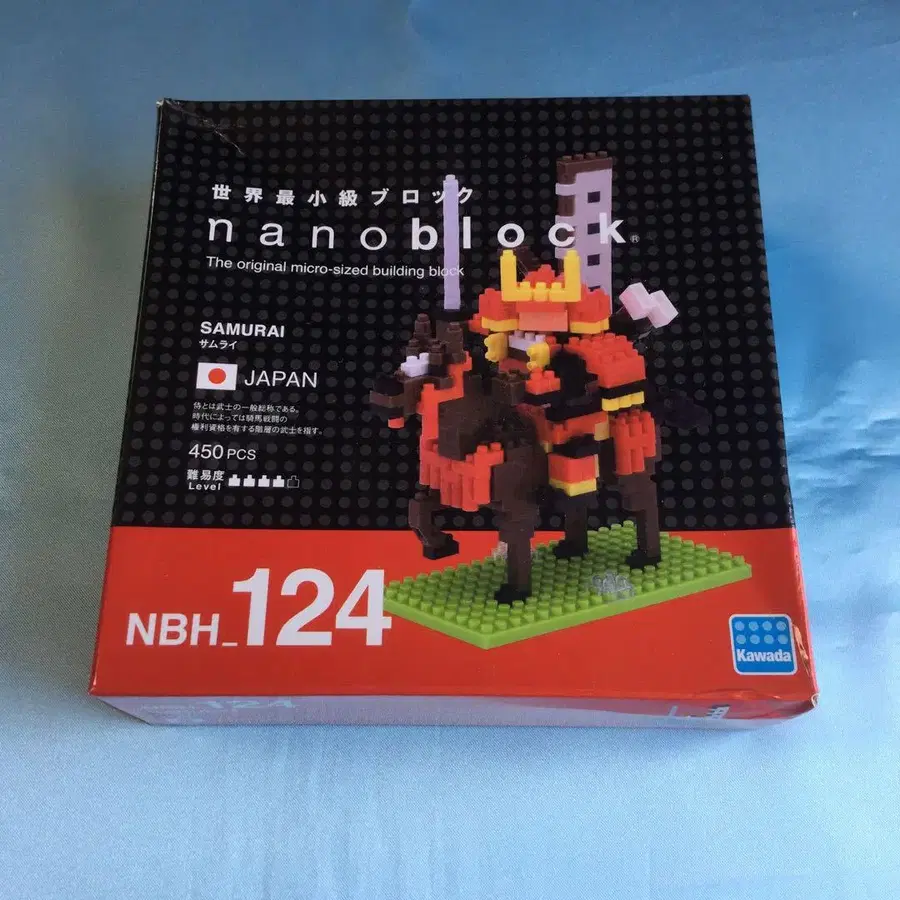 世界最小級ブロック
nanoblock®
The original micro-sized building block
SAMURAI
サムライ
JAPAN
侍とは武士の一般総称である。
時代によっては騎馬戦闘の
権利資格を有する階層の武士を指す。
450 PCS
難易度
Level
NBH_124
Kawada
124